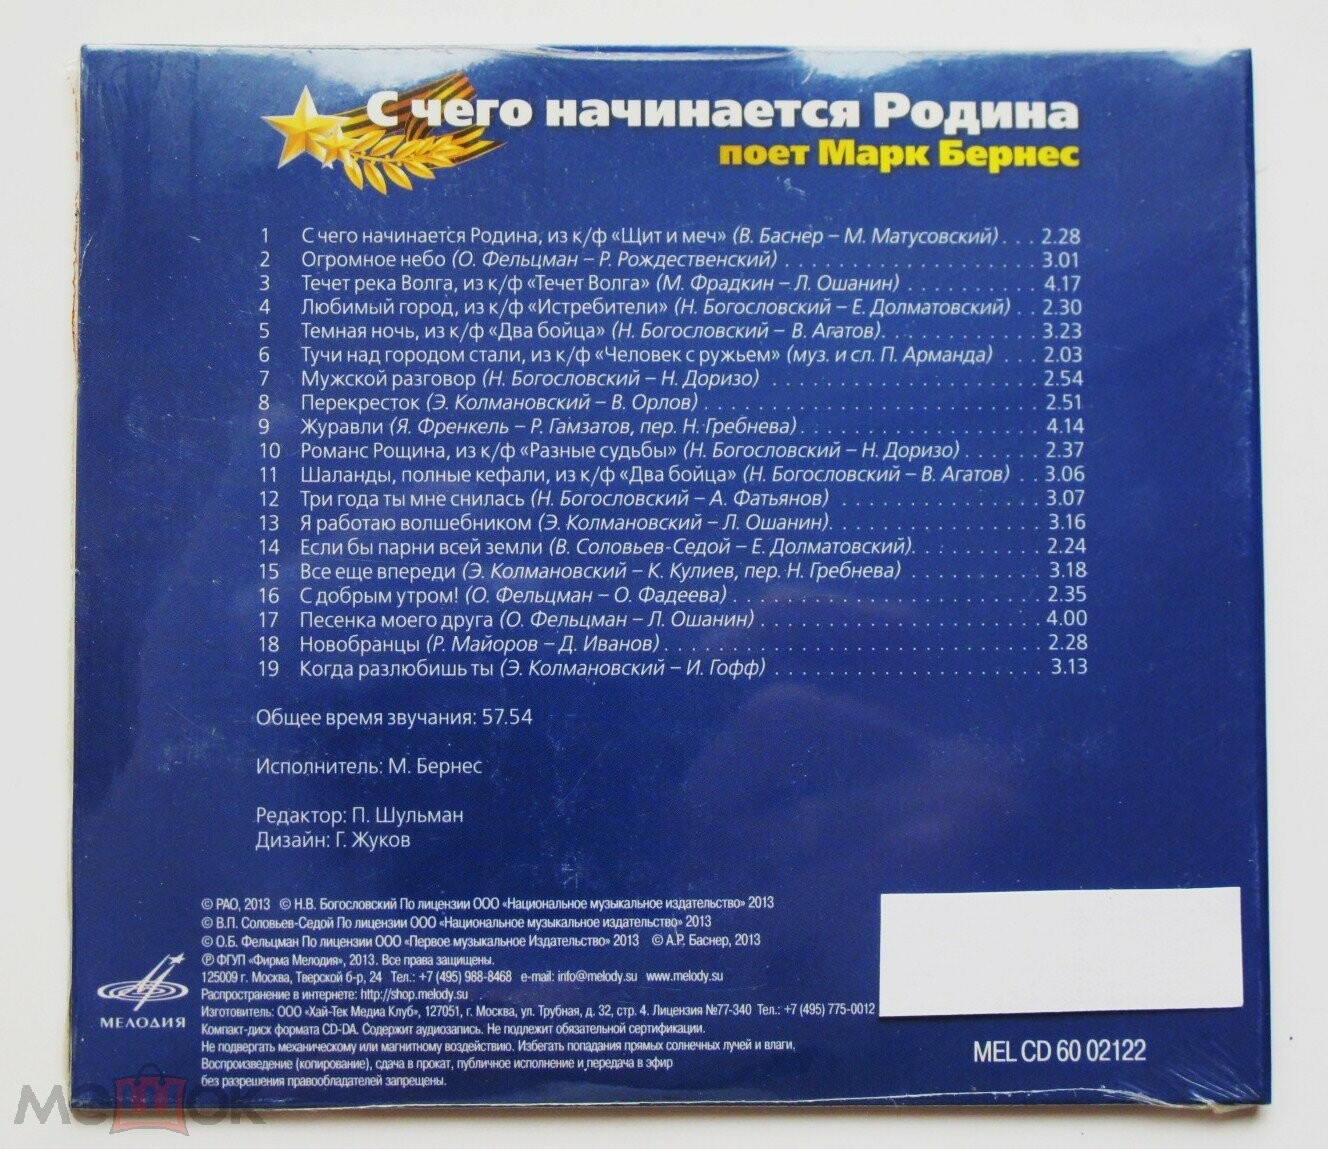 С чего начинается Родина
поет Марк Бернес
1 С чего начинается Родина, из к/ф «Щит и меч» (В. Баснер – М. Матусовский) . . . 2.28
2 Огромное небо (О. Фельцман – Р. Рождественский) . . . 3.01
3 Течет река Волга, из к/ф «Течет Волга» (М. Фрадкин – Л. Ошанин) . . . 4.17
4 Любимый город, из к/ф «Истребители» (Н. Богословский – Е. Долматовский) . . 2.30
5 Темная ночь, из к/ф «Два бойца» (Н. Богословский – В. Агатов). . . 3.23
6 Тучи над городом стали, из к/ф «Человек с ружьем» (муз. и сл. П. Арманда) . . . 2.03
7 Мужской разговор (Н. Богословский – Н. Доризо) . . . 2.54
8 Перекресток (Э. Колмановский – В. Орлов) . . . 2.51
9 Журавли (Я. Френкель – Р. Гамзатов, пер. Н. Гребнева) . . . 4.14
10 Романс Рощина, из к/ф «Разные судьбы» (Н. Богословский – Н. Доризо) . . . 2.37
11 Шаланды, полные кефали, из к/ф «Два бойца» (Н. Богословский – В. Агатов) . . 3.06
12 Три года ты мне снилась (Н. Богословский – А. Фатьянов) . . . 3.07
13 Я работаю волшебником (Э. Колмановский – Л. Ошанин). . . 3.16
14 Если бы парни всей земли (В. Соловьев-Седой – Е. Долматовский). . . 2.24
15 Все еще впереди (Э. Колмановский – К. Кулиев, пер. Н. Гребнева) . . . 3.18
16 С добрым утром! (О. Фельцман – О. Фадеева) . . . 2.35
17 Песенка моего друга (О. Фельцман – Л. Ошанин) . . . 4.00
18 Новобранцы (Р. Майоров – Д. Иванов) . . . 2.28
19 Когда разлюбишь ты (Э. Колмановский – И. Гофф) . . . 3.13
Общее время звучания: 57.54
Исполнитель: М. Бернес
Редактор: П. Шульман
Дизайн: Г. Жуков
© РАО, 2013 © Н.В. Богословский По лицензии ООО «Национальное музыкальное издательство» 2013
© В.П. Соловьев-Седой По лицензии ООО «Национальное музыкальное издательство» 2013
© О.Б. Фельцман По лицензии ООО «Первое музыкальное Издательство» 2013 © А.Р. Баснер, 2013
℗ ФГУП «Фирма Мелодия», 2013. Все права защищены.
125009 г. Москва, Тверской б-р, 24 Тел.: +7 (495) 988-8468 e-mail: info@melody.su www.melody.su
Распространение в интернете: http://shop.melody.su
Изготовитель: ООО «Хай-Тек Медиа Клуб», 127051, г. Москва, ул. Трубная, д. 32, стр. 4. Лицензия №77-340 Тел.: +7 (495) 775-0012
Компакт-диск формата CD-DA. Содержит аудиозапись. Не подлежит обязательной сертификации.
Не подвергать механическому или магнитному воздействию. Избегать попадания прямых солнечных лучей и влаги,
Воспроизведение (копирование), сдача в прокат, публичное исполнение и передача в эфир
без разрешения правообладателей запрещены.
МЕЛОДИЯ
MEL CD 60 02122
Мешок